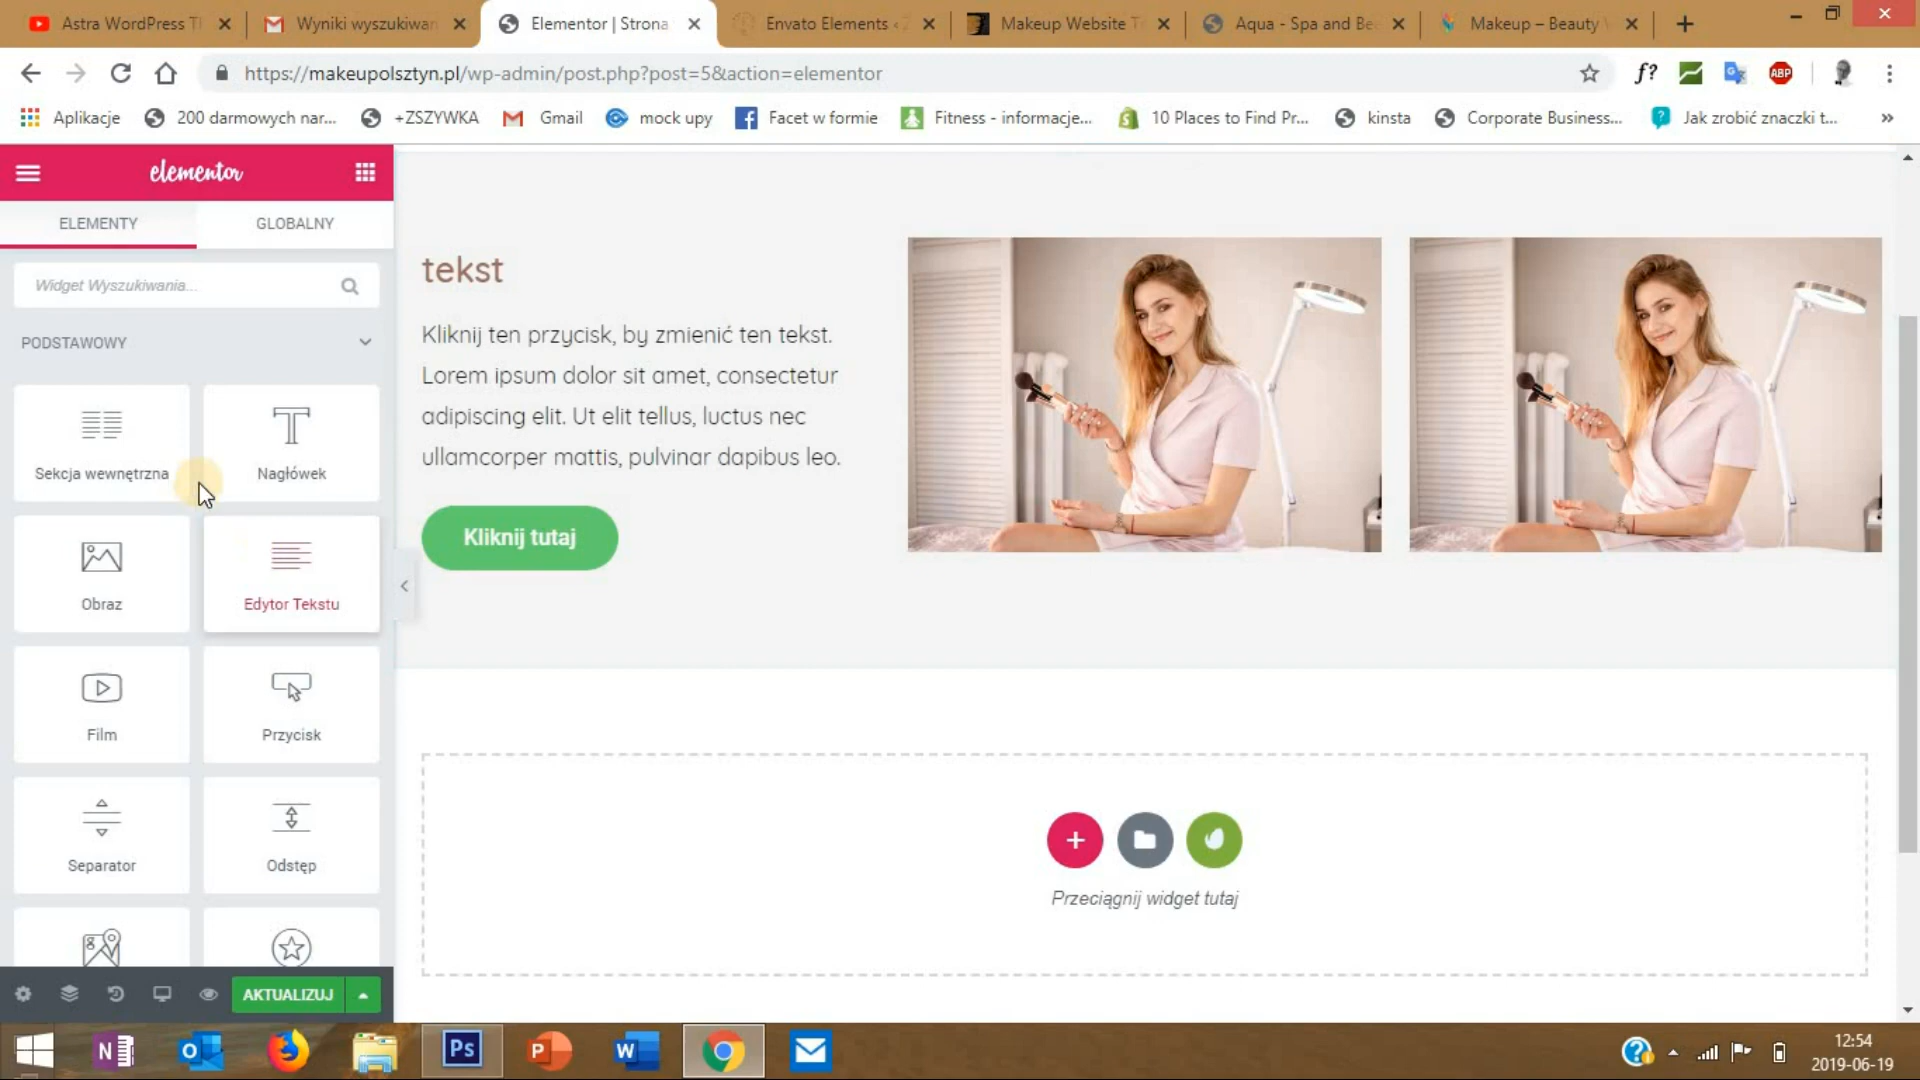 Astra WordPress Tl
Wyniki wyszukiwan
Elementor | Strona
Envato Elements ‹
Makeup Website T
Aqua - Spa and Be
Makeup – Beauty
https://makeupolsztyn.pl/wp-admin/post.php?post=5&action=elementor
f?
ABP
Aplikacje
200 darmowych nar...
+ZSZYWKA
Gmail
mock upy
Facet w formie
Fitness - informacje...
10 Places to Find Pr...
kinsta
Corporate Business...
Jak zrobić znaczki t...
»
elementor
ELEMENTY
GLOBALNY
Widget Wyszukiwania...
PODSTAWOWY
Sekcja wewnętrzna
Nagłówek
Obraz
Edytor Tekstu
Film
Przycisk
Separator
Odstęp
AKTUALIZUJ
tekst
Kliknij ten przycisk, by zmienić ten tekst.
Lorem ipsum dolor sit amet, consectetur
adipiscing elit. Ut elit tellus, luctus nec
ullamcorper mattis, pulvinar dapibus leo.
Kliknij tutaj
Przeciągnij widget tutaj
Ps
12:54
2019-06-19